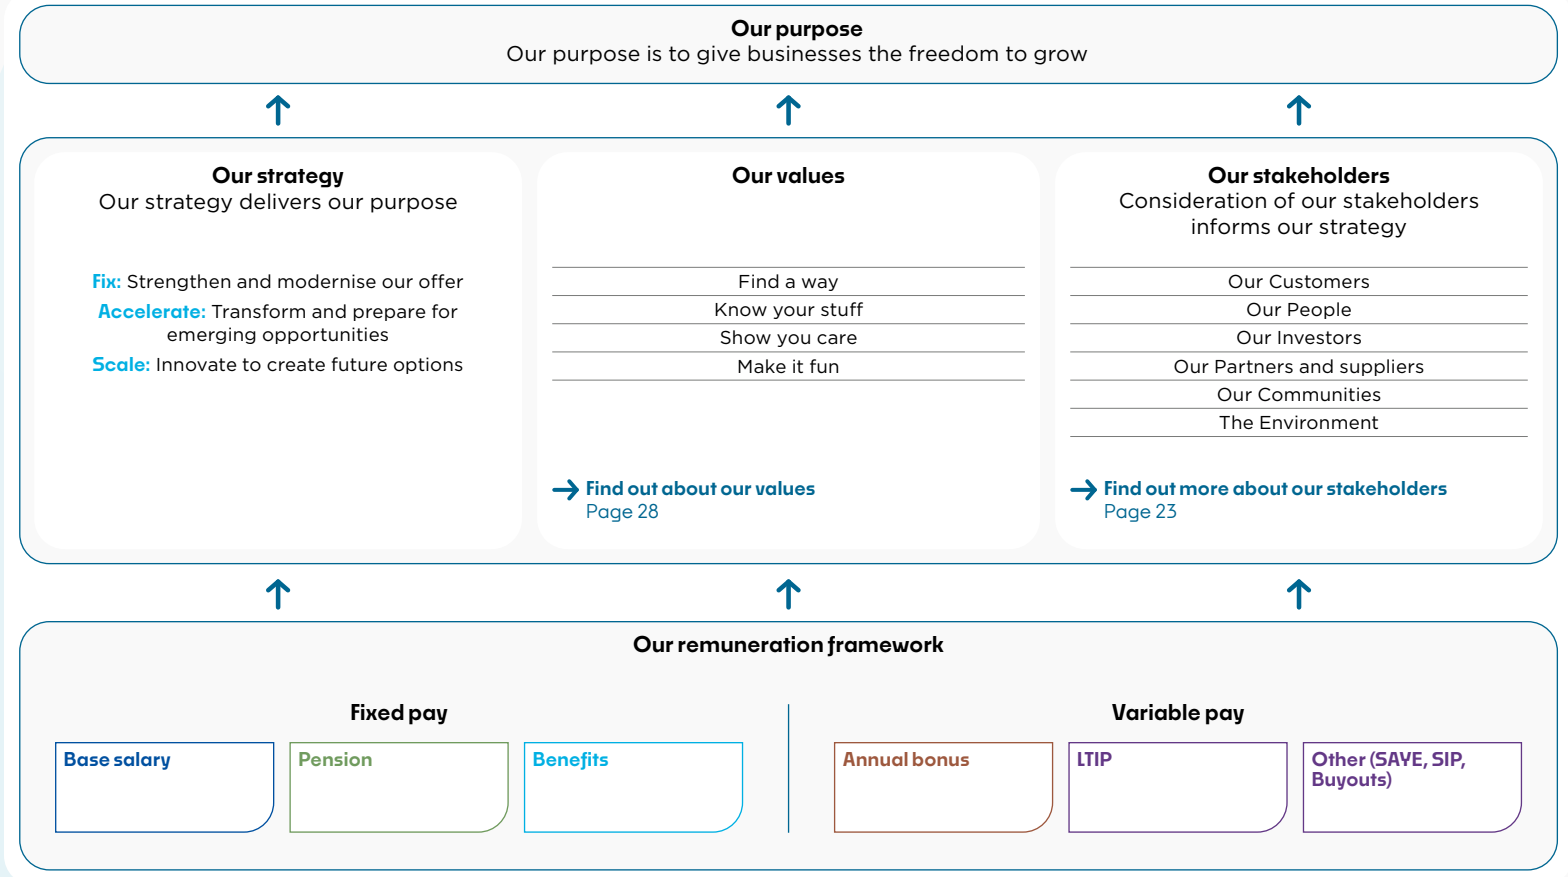 Our purpose
Our purpose is to give businesses the freedom to grow
Our strategy
Our strategy delivers our purpose
Fix: Strengthen and modernise our offer
Accelerate: Transform and prepare for
emerging opportunities
Scale: Innovate to create future options
Our values
Find a way
Know your stuff
Show you care
Make it fun
Find out about our values
Page 28
Our stakeholders
Consideration of our stakeholders
informs our strategy
Our Customers
Our People
Our Investors
Our Partners and suppliers
Our Communities
The Environment
Find out more about our stakeholders
Page 23
Our remuneration framework
Fixed pay
Base salary
Pension
Benefits
Variable pay
Annual bonus
LTIP
Other (SAYE, SIP,
Buyouts)